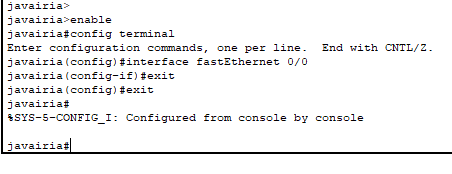 javairia>
javairia>enable
javairia#config terminal
Enter configuration commands, one per line.  End with CNTL/Z.
javairia(config)#interface fastEthernet 0/0
javairia(config-if)#exit
javairia(config)#exit
javairia#
%SYS-5-CONFIG_I: Configured from console by console
javairia#